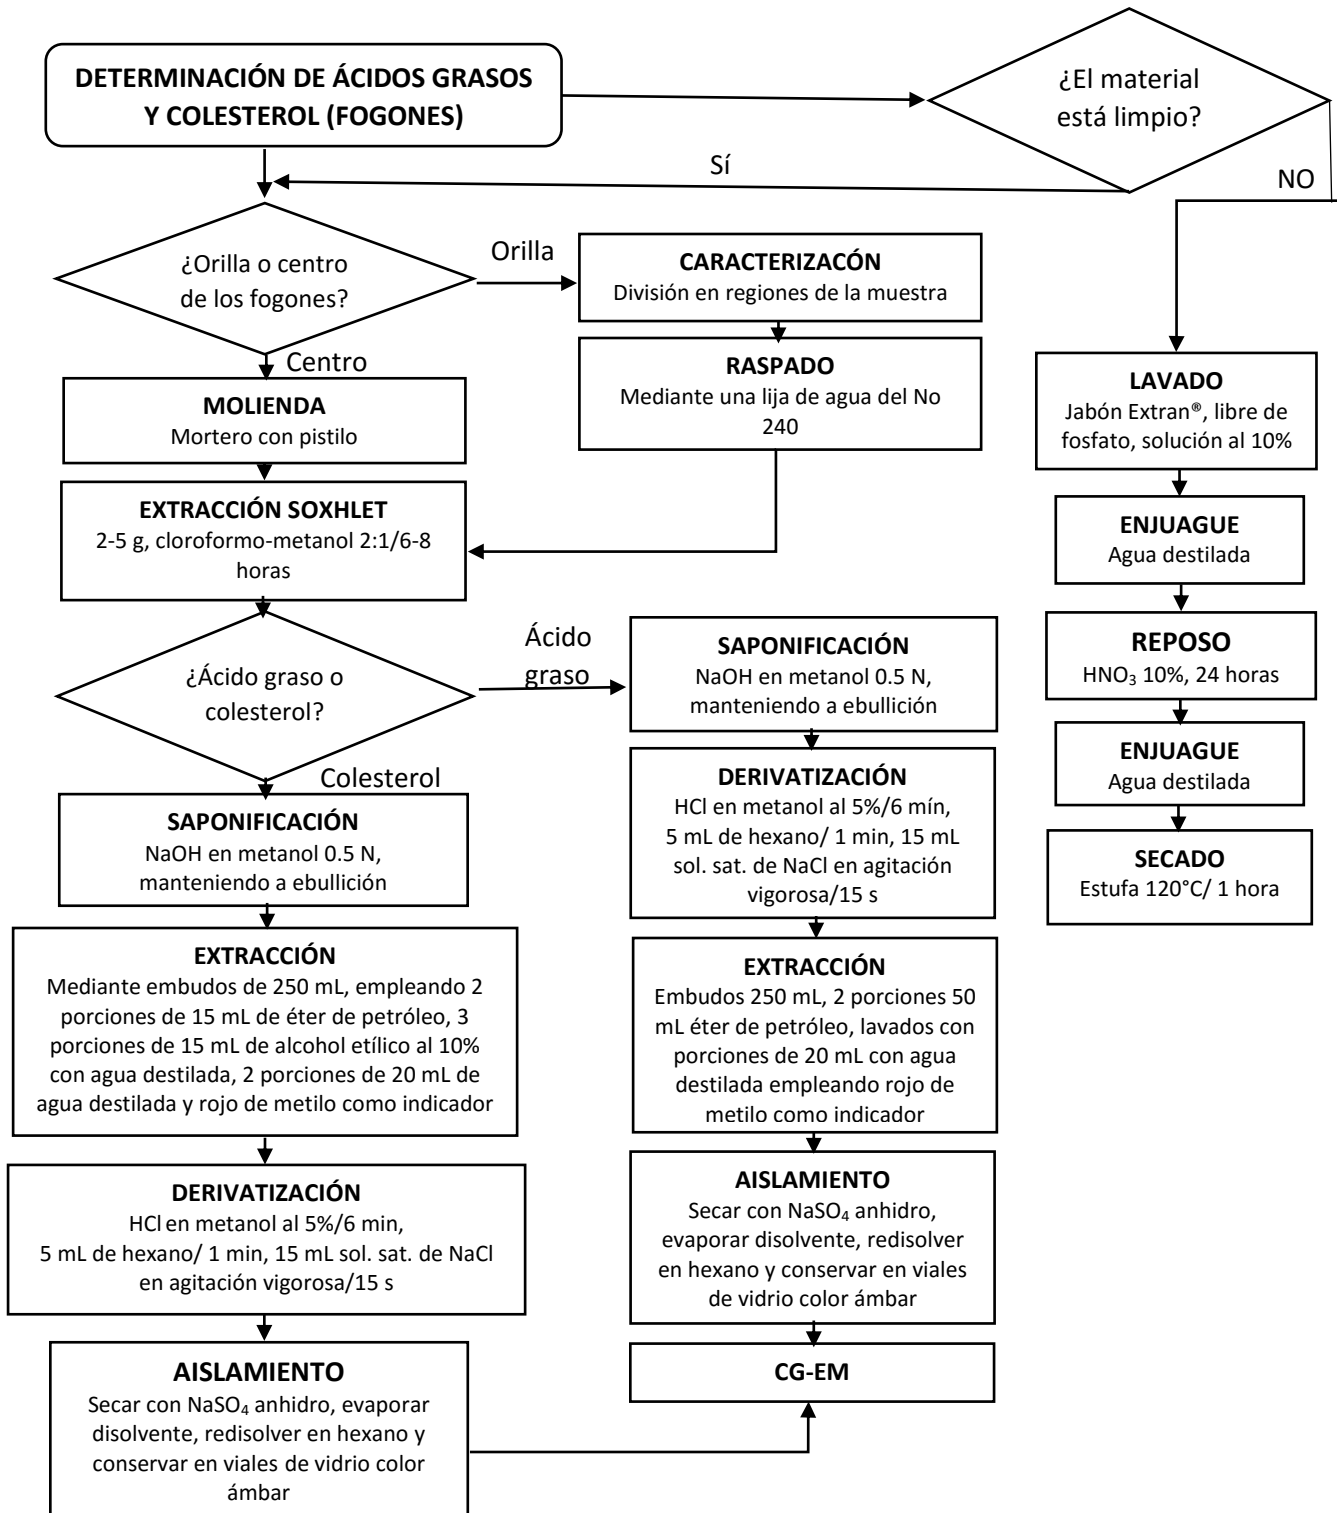 DETERMINACIÓN DE ÁCIDOS GRASOS
Y COLESTEROL (FOGONES)
¿El material
está limpio?
Sí
NO
¿Orilla o centro
de los fogones?
Orilla
CARACTERIZACÓN
División en regiones de la muestra
RASPADO
Mediante una lija de agua del No
240
Centro
MOLIENDA
Mortero con pistilo
EXTRACCIÓN SOXHLET
2-5 g, cloroformo-metanol 2:1/6-8
horas
LAVADO
Jabón Extran®, libre de
fosfato, solución al 10%
ENJUAGUE
Agua destilada
REPOSO
HNO₃ 10%, 24 horas
ENJUAGUE
Agua destilada
SECADO
Estufa 120°C/ 1 hora
¿Ácido graso o
colesterol?
Ácido
graso
SAPONIFICACIÓN
NaOH en metanol 0.5 N,
manteniendo a ebullición
DERIVATIZACIÓN
HCl en metanol al 5%/6 mín,
5 mL de hexano/ 1 min, 15 mL
sol. sat. de NaCl en agitación
vigorosa/15 s
EXTRACCIÓN
Embudos 250 mL, 2 porciones 50
mL éter de petróleo, lavados con
porciones de 20 mL con agua
destilada empleando rojo de
metilo como indicador
AISLAMIENTO
Secar con NaSO₄ anhidro,
evaporar disolvente, redisolver
en hexano y conservar en viales
de vidrio color ámbar
CG-EM
Colesterol
SAPONIFICACIÓN
NaOH en metanol 0.5 N,
manteniendo a ebullición
EXTRACCIÓN
Mediante embudos de 250 mL, empleando 2
porciones de 15 mL de éter de petróleo, 3
porciones de 15 mL de alcohol etílico al 10%
con agua destilada, 2 porciones de 20 mL de
agua destilada y rojo de metilo como indicador
DERIVATIZACIÓN
HCl en metanol al 5%/6 min,
5 mL de hexano/ 1 min, 15 mL sol. sat. de NaCl
en agitación vigorosa/15 s
AISLAMIENTO
Secar con NaSO₄ anhidro, evaporar
disolvente, redisolver en hexano y
conservar en viales de vidrio color
ámbar